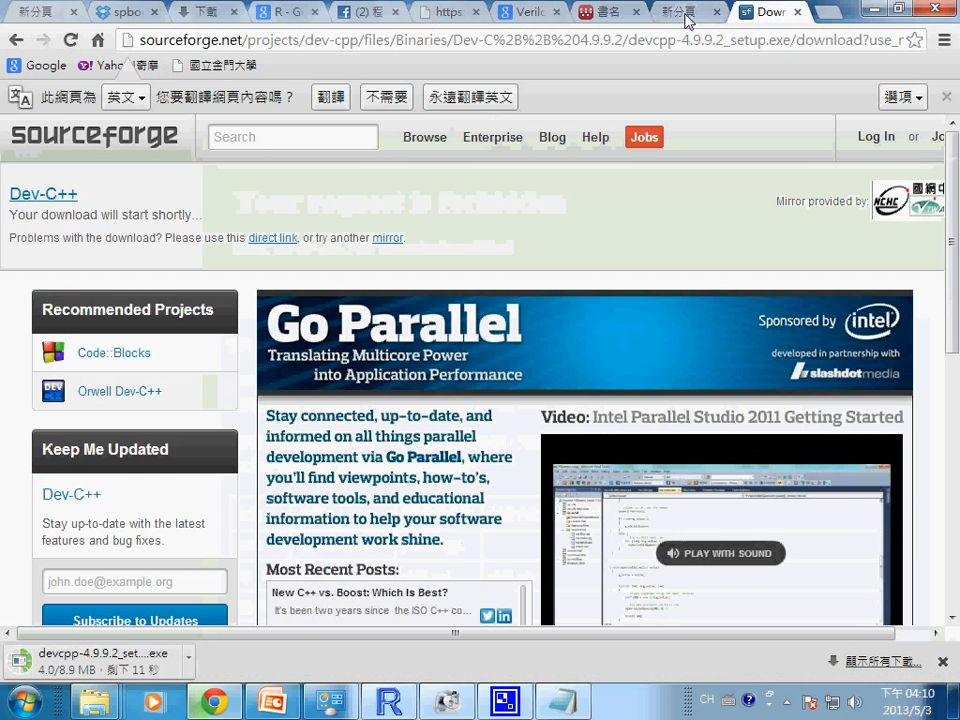 新分頁
spbo
下載
R - G
(2) 程
https
Veril
書名
新分頁
Dow
sourceforge.net/projects/dev-cpp/files/Binaries/Dev-C%2B%2B%204.9.9.2/devcpp-4.9.9.2_setup.exe/download?use_
Google
Yaho 奇摩
國立金門大學
此網頁為 英文 您要翻譯網頁內容嗎？ 翻譯 不需要 永遠翻譯英文 選項
sourceforge Search Browse Enterprise Blog Help Jobs Log In or Jo
Dev-C++
Your download will start shortly...
Mirror provided by: NCHC 國網中
Problems with the download? Please use this direct link, or try another mirror.
Recommended Projects
Code::Blocks
Orwell Dev-C++
Keep Me Updated
Dev-C++
Stay up-to-date with the latest
features and bug fixes.
john.doe@example.org
Subscribe to Updates
Go Parallel
Translating Multicore Power
into Application Performance
Sponsored by intel
developed in partnership with
slashdotmedia
Stay connected, up-to-date, and
informed on all things parallel
development via Go Parallel, where
you'll find viewpoints, how-to's,
software tools, and educational
information to help your software
development work shine.
Most Recent Posts:
New C++ vs. Boost: Which Is Best?
It's been two years since the ISO C++ co...
Video: Intel Parallel Studio 2011 Getting Started
PLAY WITH SOUND
devcpp-4.9.9.2_set....exe
4.0/8.9 MB，剩下 11 秒
顯示所有下載...
CH
下午 04:10
2013/5/3